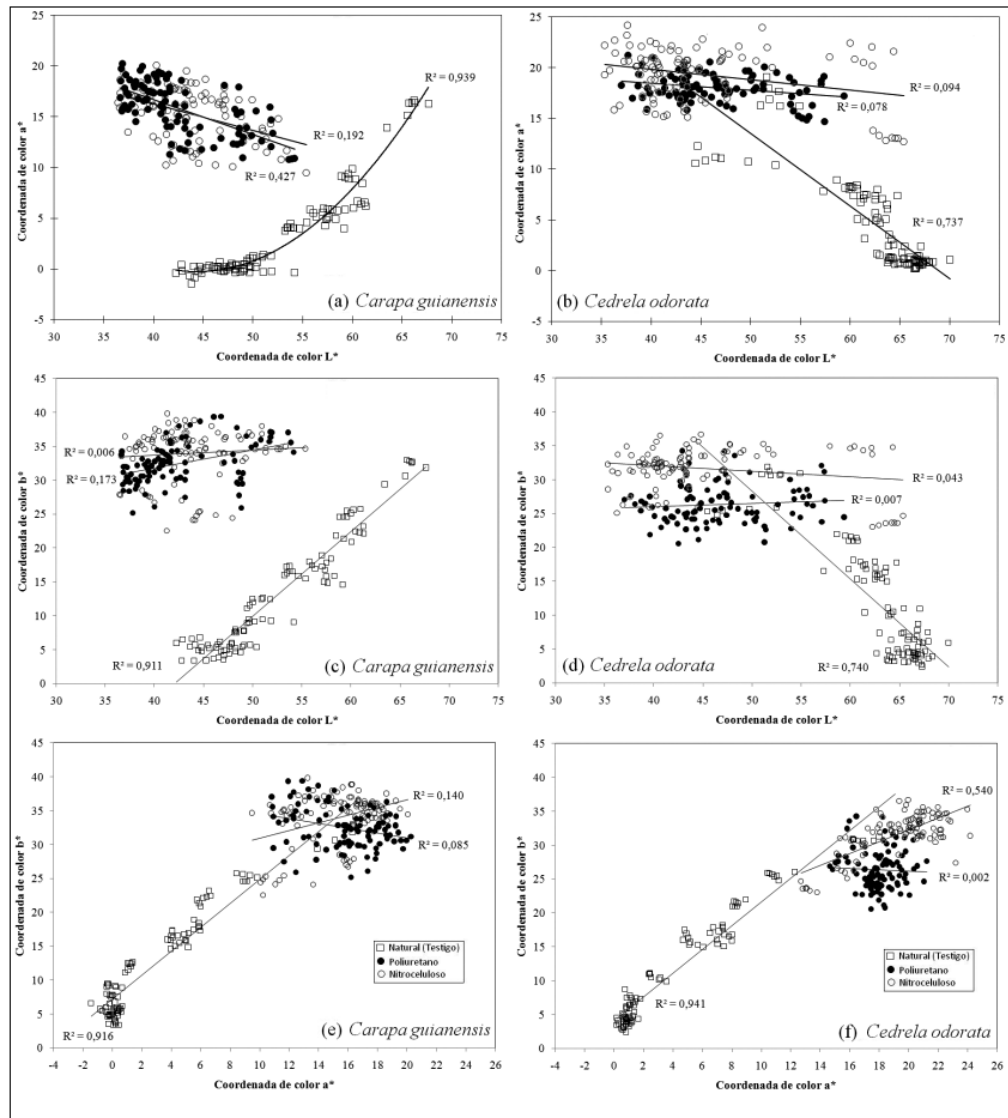 25
20
15
10
5
0
-5
30 35 40 45 50 55 60 65 70 75
Coordenada de color a*
Coordenada de color L*
R² = 0,939
R² = 0,192
R² = 0,427
(a) Carapa guianensis
25
20
15
10
5
0
-5
30 35 40 45 50 55 60 65 70 75
Coordenada de color a*
Coordenada de color L*
R² = 0,094
R² = 0,078
R² = 0,737
(b) Cedrela odorata
45
40
35
30
25
20
15
10
5
0
30 35 40 45 50 55 60 65 70 75
Coordenada de color b*
Coordenada de color L*
R² = 0,006
R² = 0,173
R² = 0,911
(c) Carapa guianensis
45
40
35
30
25
20
15
10
5
0
30 35 40 45 50 55 60 65 70 75
Coordenada de color b*
Coordenada de color L*
R² = 0,043
R² = 0,007
R² = 0,740
(d) Cedrela odorata
45
40
35
30
25
20
15
10
5
0
-4 -2 0 2 4 6 8 10 12 14 16 18 20 22 24 26
Coordenada de color b*
Coordenada de color a*
R² = 0,140
R² = 0,085
Natural (Testigo)
Poliuretano
Nitroceluloso
R² = 0,916
(e) Carapa guianensis
45
40
35
30
25
20
15
10
5
0
-4 -2 0 2 4 6 8 10 12 14 16 18 20 22 24 26
Coordenada de color b*
Coordenada de color a*
R² = 0,540
R² = 0,002
Natural (Testigo)
Poliuretano
Nitroceluloso
R² = 0,941
(f) Cedrela odorata